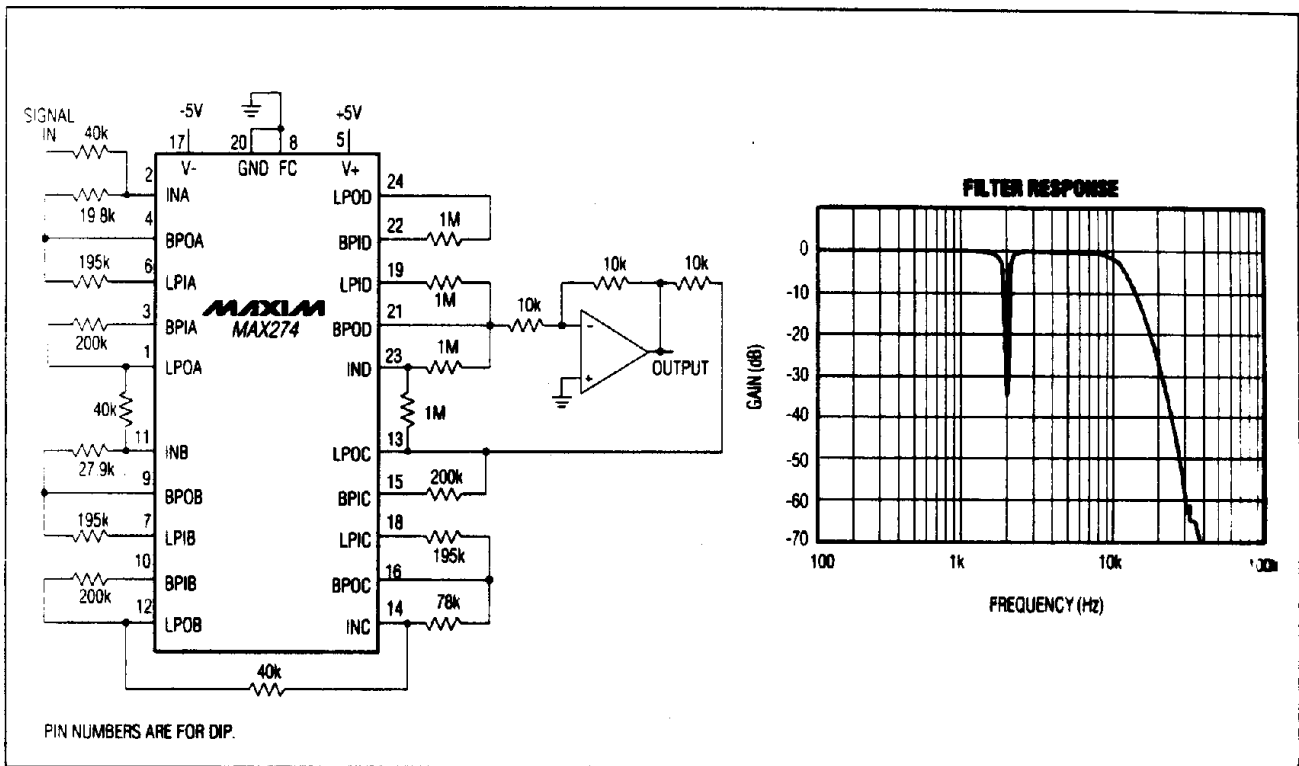 SIGNAL
IN
40k
-5V
+5V
17
20
8
5
V-
GND
FC
V+
2
INA
19.8k
4
BPOA
195k
6
LPIA
3
BPIA
200k
1
LPOA
40k
11
INB
27.9k
9
BPOB
195k
7
LPIB
10
BPIB
200k
12
LPOB
40k
MAXIM
MAX274
24
LPOD
22
BPID
1M
19
LPID
1M
21
BPOD
23
IND
1M
1M
13
LPOC
15
BPIC
200k
18
LPIC
195k
16
BPOC
14
INC
78k
10k
10k
10k
-
+
OUTPUT
FILTER RESPONSE
GAIN (dB)
0
-10
-20
-30
-40
-50
-60
-70
100
1k
10k
100k
FREQUENCY (Hz)
PIN NUMBERS ARE FOR DIP.